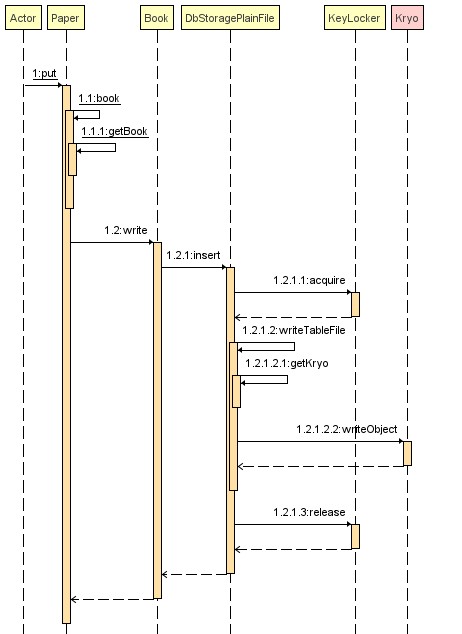 Actor Paper Book DbStoragePlainFile KeyLocker Kryo
1:put
1.1:book
1.1.1:getBook
1.2:write
1.2.1:insert
1.2.1.1:acquire
1.2.1.2:writeTableFile
1.2.1.2.1:getKryo
1.2.1.2.2:writeObject
1.2.1.3:release